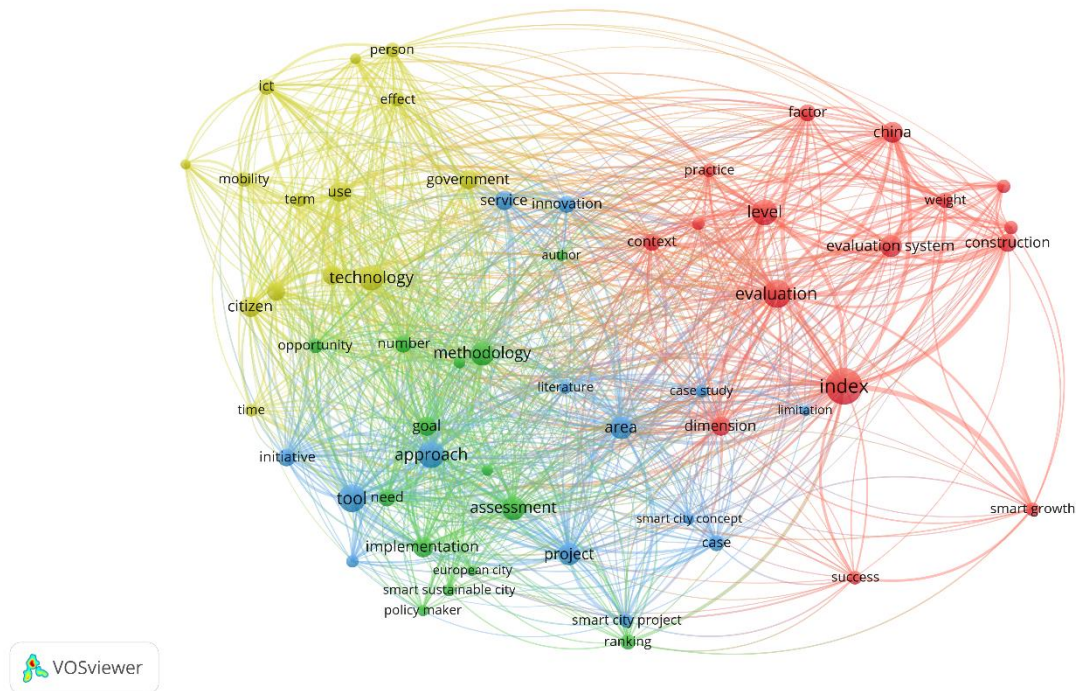 person
ict
effect
factor
china
mobility
term
use
government
practice
service
innovation
weight
level
author
context
evaluation system
construction
technology
evaluation
citizen
opportunity
number
methodology
literature
case study
index
limitation
time
goal
area
dimension
initiative
approach
tool
need
assessment
smart city concept
smart growth
implementation
project
case
european city
success
smart sustainable city
policy maker
smart city project
ranking
VOSviewer